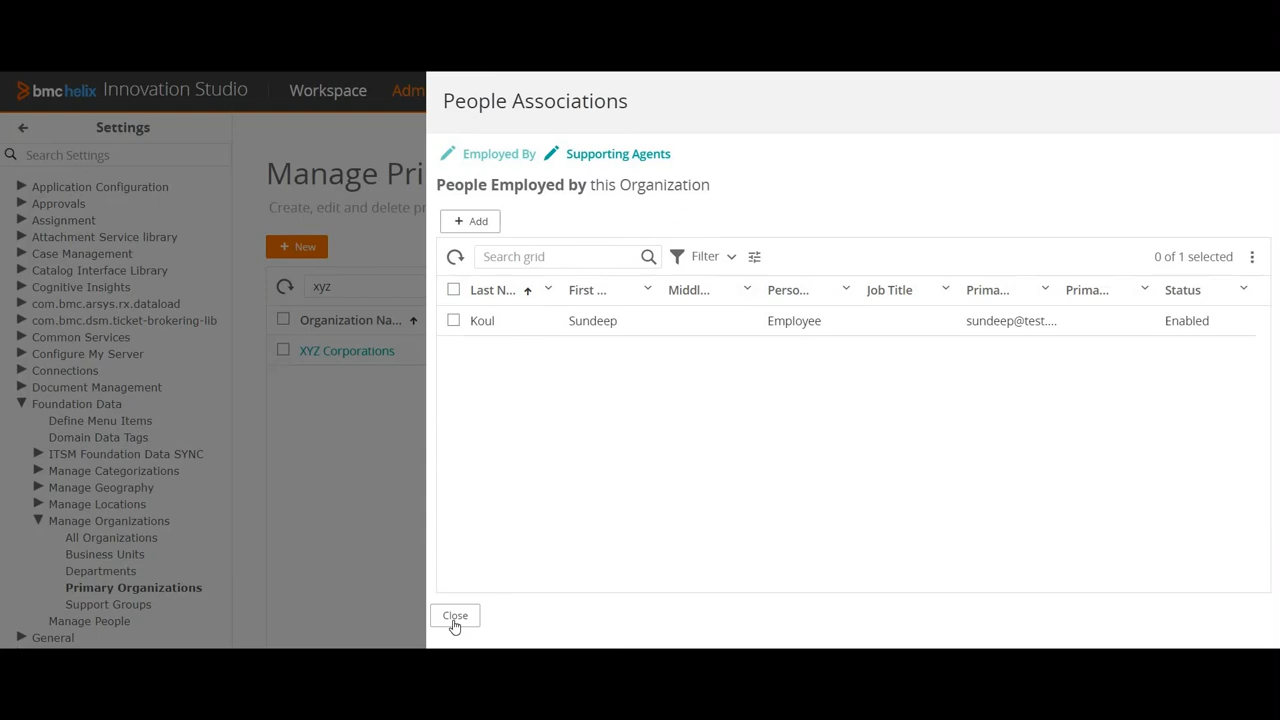 bmchelix Innovation Studio
Workspace
Adm
Settings
Search Settings
Application Configuration
Approvals
Assignment
Attachment Service library
Case Management
Catalog Interface Library
Cognitive Insights
com.bmc.arsys.rx.dataload
com.bmc.dsm.ticket-brokering-lib
Common Services
Configure My Server
Connections
Document Management
Foundation Data
Define Menu Items
Domain Data Tags
ITSM Foundation Data SYNC
Manage Categorizations
Manage Geography
Manage Locations
Manage Organizations
All Organizations
Business Units
Departments
Primary Organizations
Support Groups
Manage People
General
Manage Pri
Create, edit and delete pr
+ New
xyz
Organization Na...
XYZ Corporations
People Associations
Employed By Supporting Agents
People Employed by this Organization
+ Add
Search grid Filter 0 of 1 selected
Last N... First ... Middl... Perso... Job Title Prima... Prima... Status
Koul Sundeep Employee sundeep@test.... Enabled
Close